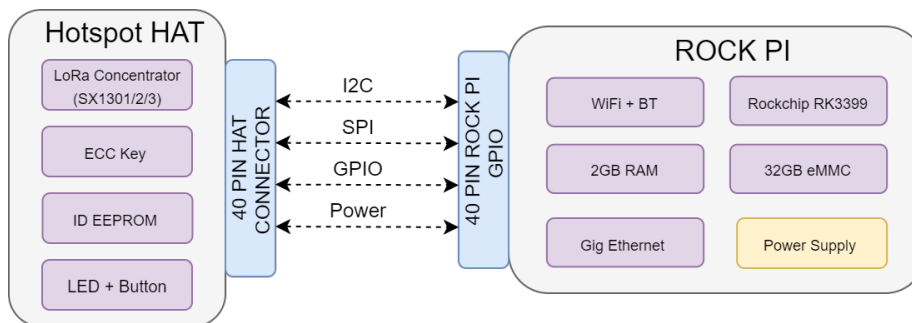 Hotspot HAT
LoRa Concentrator
(SX1301/2/3)
ECC Key
ID EEPROM
LED + Button
40 PIN HAT
CONNECTOR
I2C
SPI
GPIO
Power
40 PIN ROCK PI
GPIO
ROCK PI
WiFi + BT
Rockchip RK3399
2GB RAM
32GB eMMC
Gig Ethernet
Power Supply